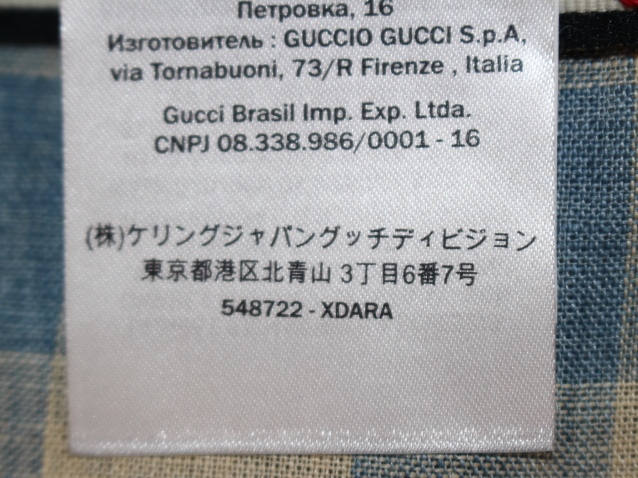 Петровка, 16
Изготовитель : GUCCIO GUCCI S.p.A,
via Tornabuoni, 73/R Firenze , Italia
Gucci Brasil Imp. Exp. Ltda.
CNPJ 08.338.986/0001 - 16
(株)ケリングジャパングッチディビジョン
東京都港区北青山 3丁目6番7号
548722 - XDARA